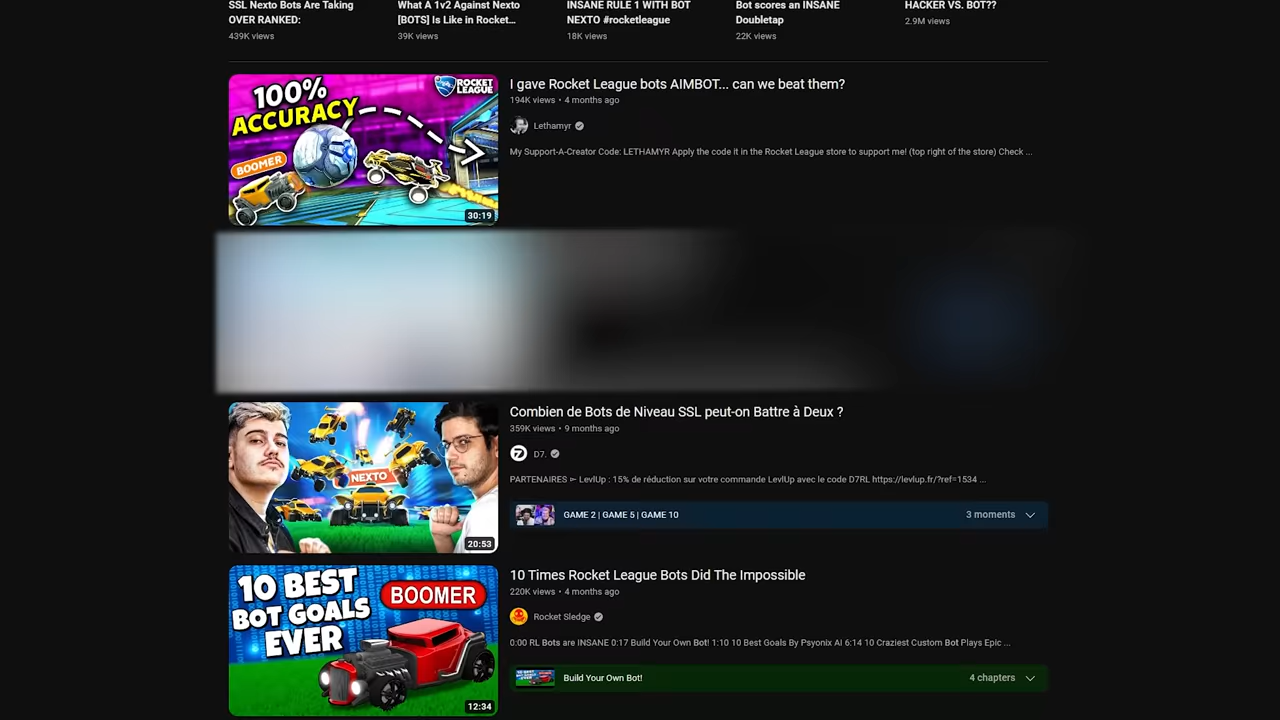 SSL Nexto Bots Are Taking
OVER RANKED:
439K views
What A 1v2 Against Nexto
[BOTS] Is Like in Rocket...
39K views
INSANE RULE 1 WITH BOT
NEXTO #rocketleague
18K views
Bot scores an INSANE
Doubletap
22K views
HACKER VS. BOT??
2.9M views
100%
ACCURACY
ROCKET
LEAGUE
BOOMER
30:19
I gave Rocket League bots AIMBOT... can we beat them?
194K views • 4 months ago
Lethamyr
My Support-A-Creator Code: LETHAMYR Apply the code it in the Rocket League store to support me! (top right of the store) Check ...
NEXTO
20:53
Combien de Bots de Niveau SSL peut-on Battre à Deux ?
359K views • 9 months ago
D7.
PARTENAIRES ➳ LevlUp : 15% de réduction sur votre commande LevlUp avec le code D7RL https://levlup.fr/?ref=1534 ...
GAME 2 | GAME 5 | GAME 10
3 moments
10 BEST
BOT GOALS
EVER
BOOMER
12:34
10 Times Rocket League Bots Did The Impossible
220K views • 4 months ago
Rocket Sledge
0:00 RL Bots are INSANE 0:17 Build Your Own Bot! 1:10 10 Best Goals By Psyonix AI 6:14 10 Craziest Custom Bot Plays Epic ...
Build Your Own Bot!
4 chapters